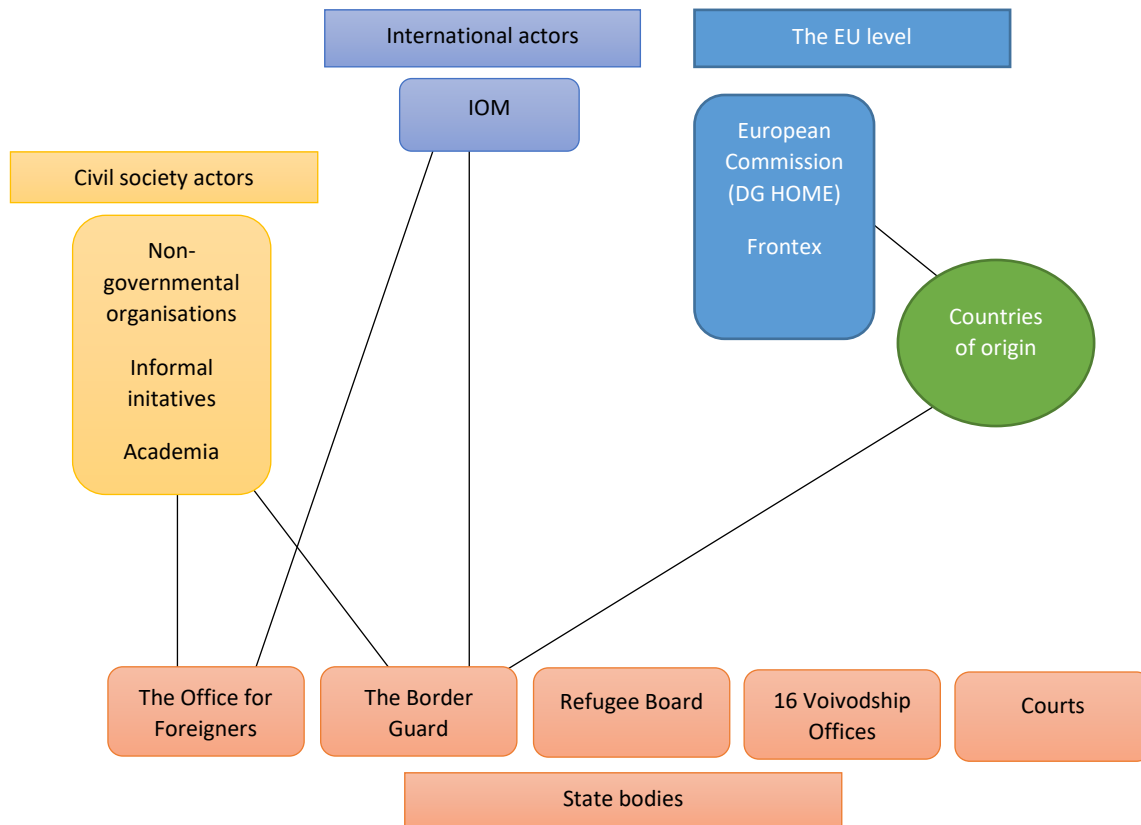 International actors
The EU level
IOM
European
Commission
(DG HOME)
Frontex
Civil society actors
Non-
governmental
organisations
Informal
initatives
Academia
Countries
of origin
The Office for
Foreigners
The Border
Guard
Refugee Board
16 Voivodship
Offices
Courts
State bodies